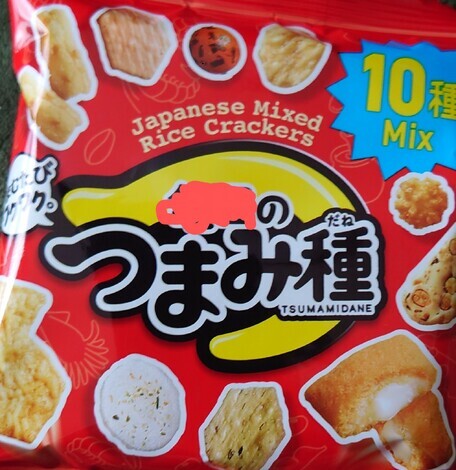 Japanese Mixed
Rice Crackers
10種
Mix
の
つまみ種
だね
TSUMAMIDANE